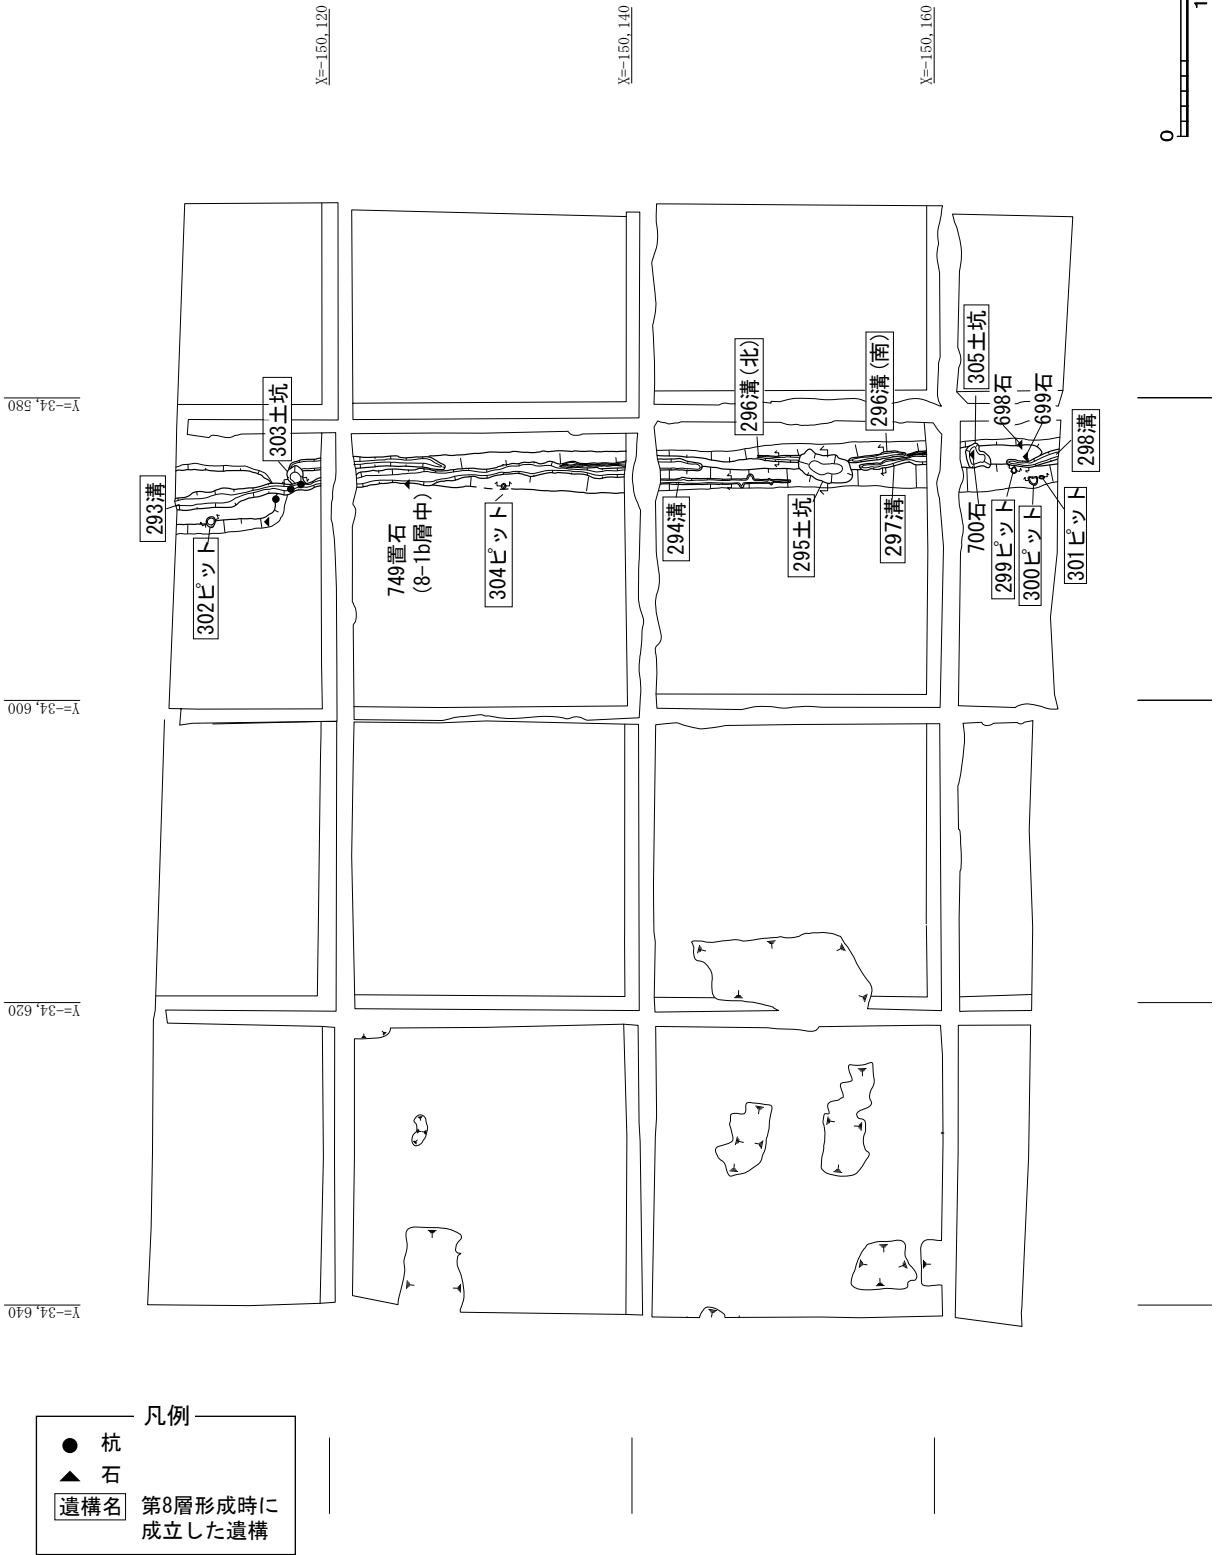 X=-150,120
X=-150,140
X=-150,160
0
1
Y=-34,580
Y=-34,600
Y=-34,620
Y=-34,640
293溝
302ピット
303土坑
749置石
(8-1b層中)
304ピット
294溝
296溝(北)
295土坑
296溝(南)
297溝
305土坑
700石
698石
699石
299ピット
300ピット
301ピット
298溝
凡例
杭
石
遺構名 第8層形成時に
成立した遺構